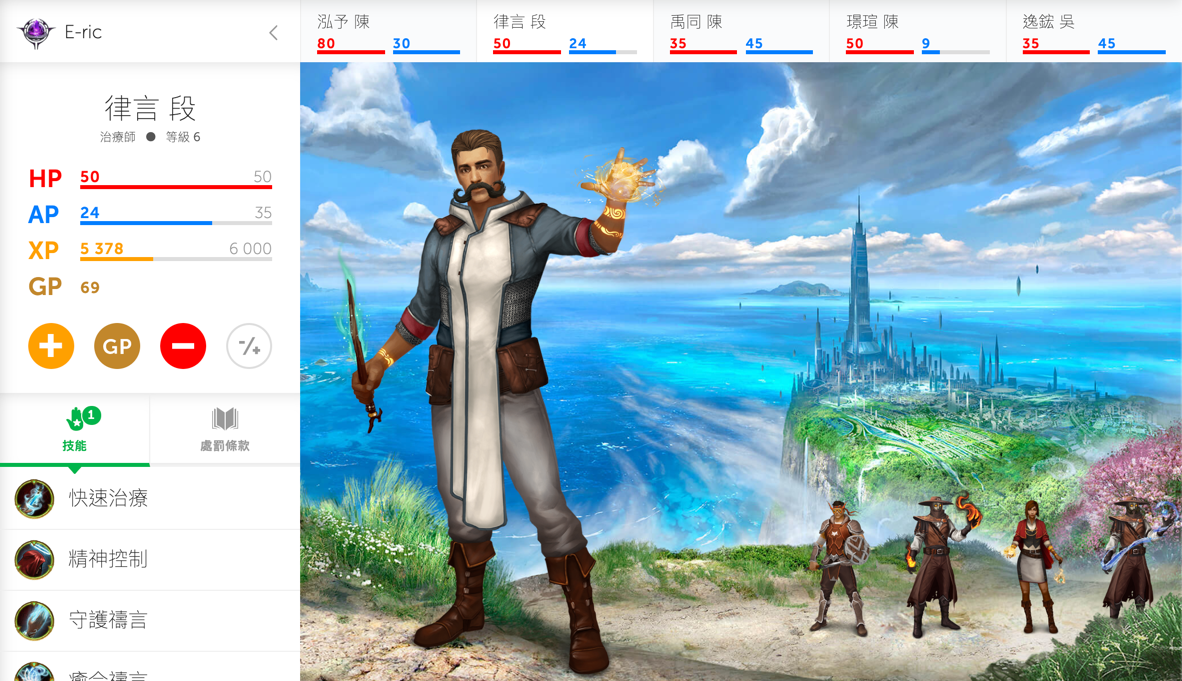 E-ric
泓予 陳
80 30
律言 段
50 24
禹同 陳
35 45
璟瑄 陳
50 9
逸鋐 吳
35 45
律言 段
治療師 ● 等級 6
HP 50 50
AP 24 35
XP 5 378 6 000
GP 69
GP
-/+
1
技能
處罰條款
快速治療
精神控制
守護禱言